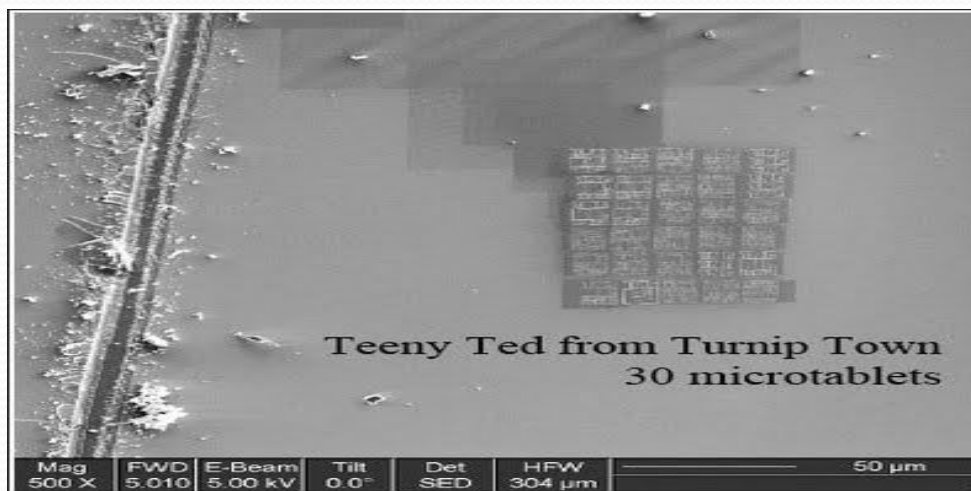 Teeny Ted from Turnip Town
30 microtablets
Mag FWD E-Beam Tilt Det HFW 50 µm
500 X 5.010 5.00 kV 0.0° SED 304 µm